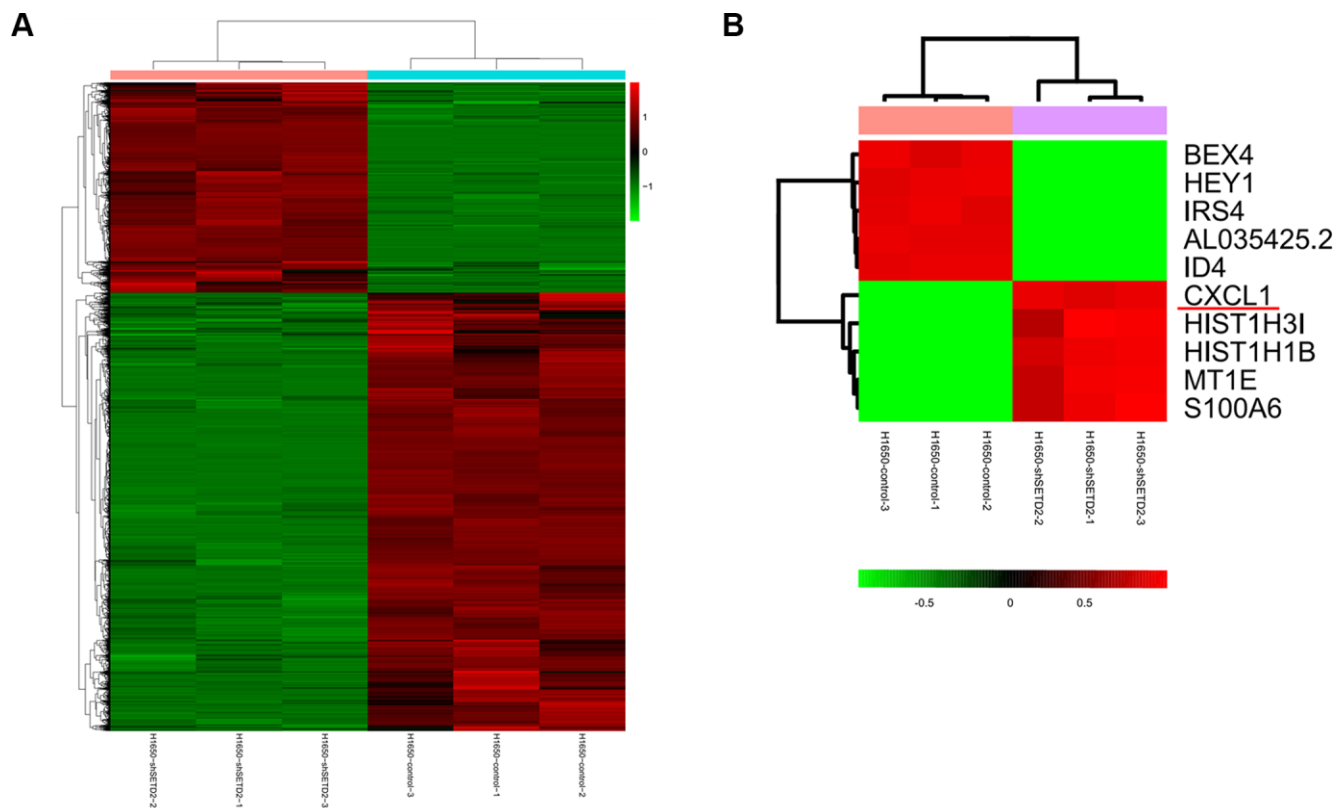 A
1
0
−1
H1650−shSETD2−2
H1650−shSETD2−1
H1650−shSETD2−3
H1650−control−3
H1650−control−1
H1650−control−2
B
BEX4
HEY1
IRS4
AL035425.2
ID4
CXCL1
HIST1H3I
HIST1H1B
MT1E
S100A6
H1650-control-3
H1650-control-1
H1650-control-2
H1650-shSETD2-2
H1650-shSETD2-1
H1650-shSETD2-3
-0.5 0 0.5